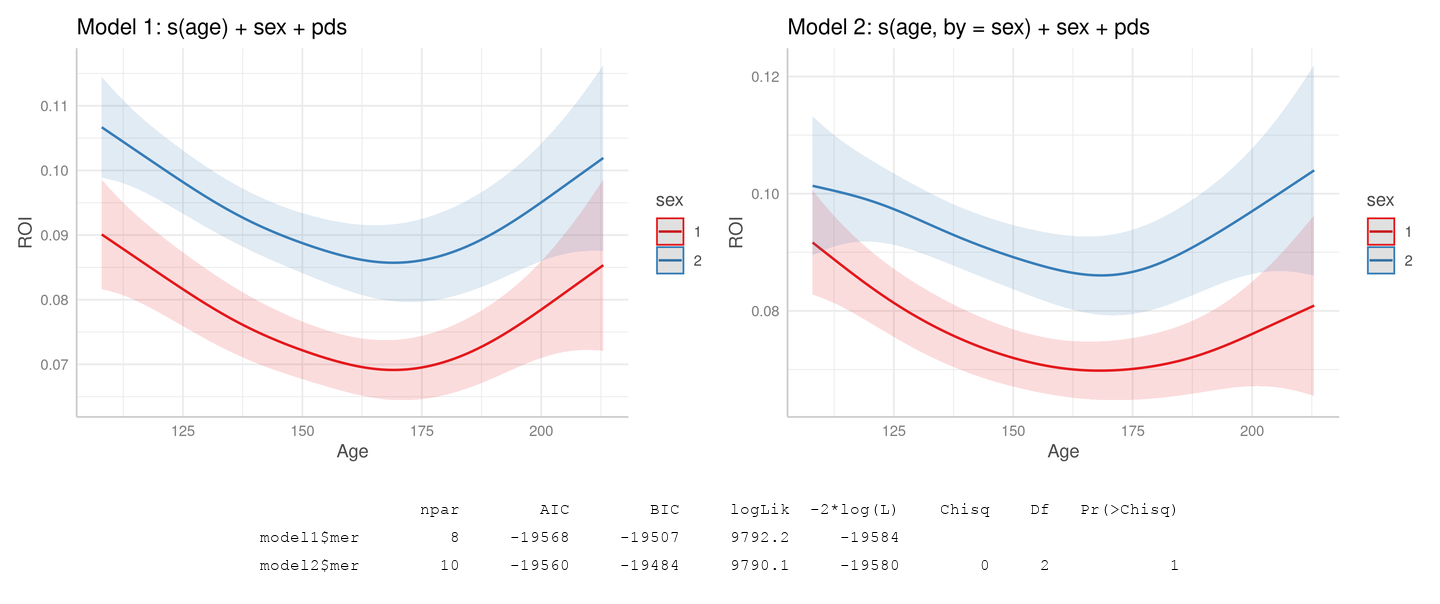 Model 1: s(age) + sex + pds
0.11
0.10
0.09
0.08
0.07
ROI
125 150 175 200
Age
sex
1
2
Model 2: s(age, by = sex) + sex + pds
0.12
0.10
0.08
ROI
125 150 175 200
Age
sex
1
2
npar AIC BIC logLik -2*log(L) Chisq Df Pr(>Chisq)
model1$mer 8 -19568 -19507 9792.2 -19584
model2$mer 10 -19560 -19484 9790.1 -19580 0 2 1